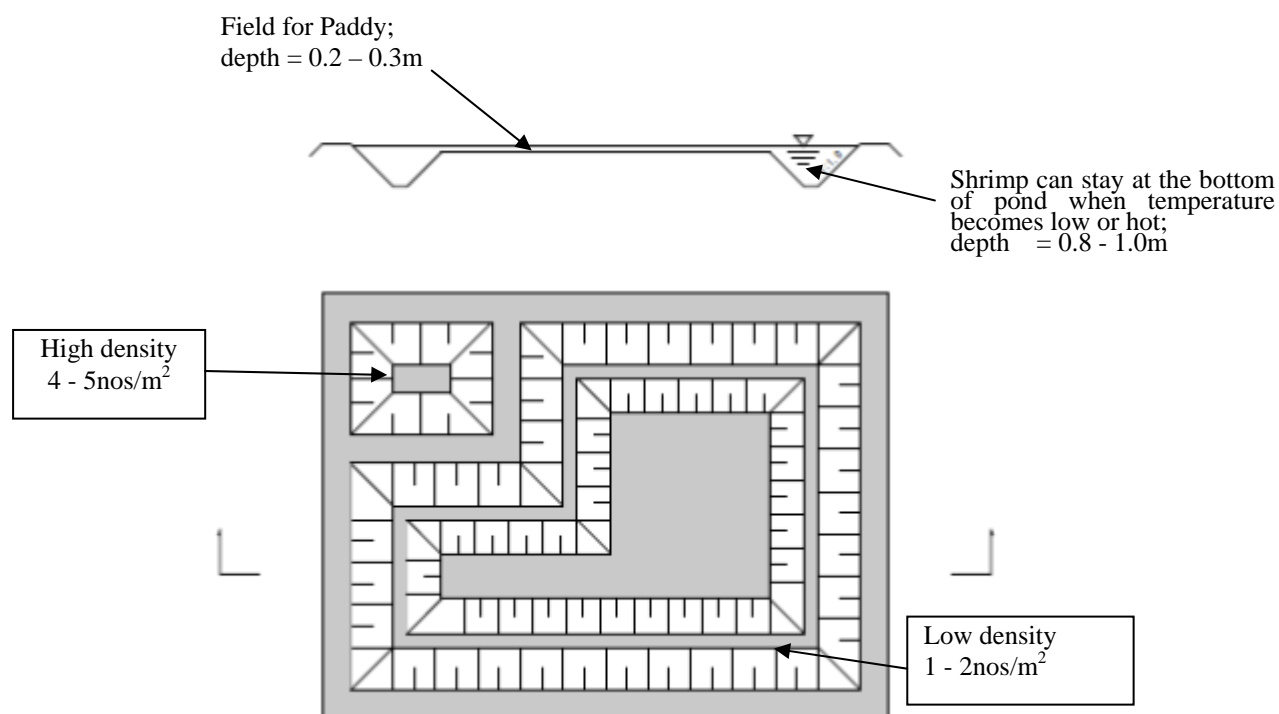 Field for Paddy;
depth = 0.2 – 0.3m
Shrimp can stay at the bottom
of pond when temperature
becomes low or hot;
depth = 0.8 - 1.0m
High density
4 - 5nos/m²
Low density
1 - 2nos/m²